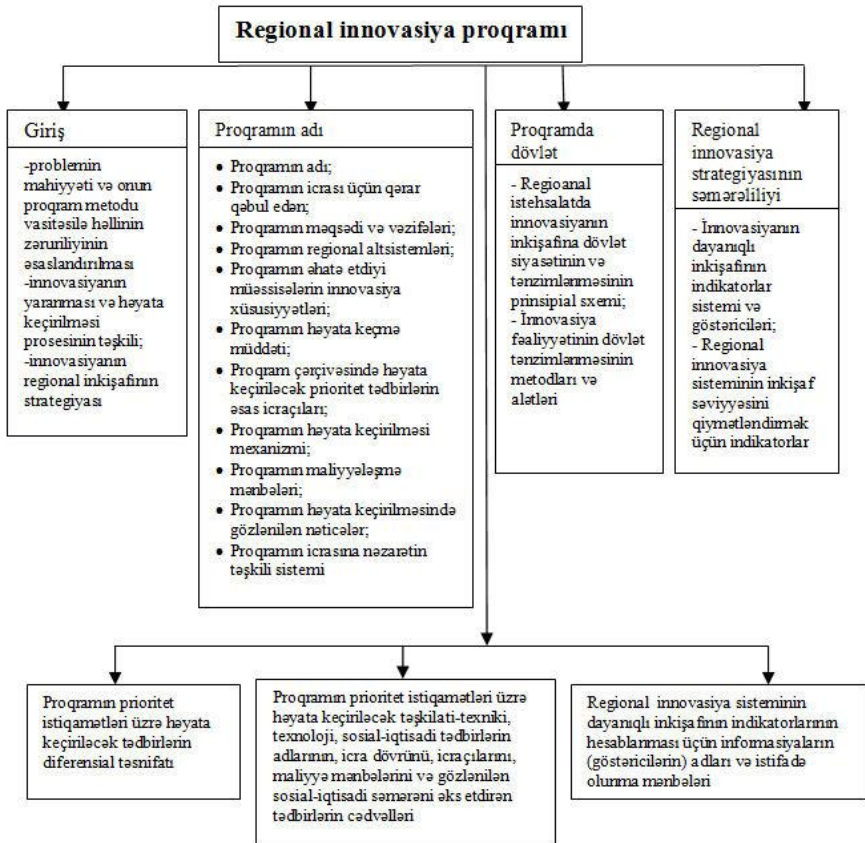 Regional innovasiya proqramı
Giriş
-problemin
mahiyyəti və onun
proqram metodu
vasitəsilə həllinin
zəruriliyinin
əsaslandırılması
-innovasiyanın
yaranması və həyata
keçirilməsi
prosesinin təşkili;
-innovasiyanın
regional inkişafının
strategiyası
Proqramın adı
• Proqramın adı;
• Proqramın icrası üçün qərar
qəbul edən;
• Proqramın məqsədi və vəzifələri;
• Proqramın regional altsistemləri;
• Proqramın əhatə etdiyi
müəssisələrin innovasiya
xüsusiyyətləri;
• Proqramın həyata keçmə
müddəti;
• Proqram çərçivəsində həyata
keçiriləcək prioritet tədbirlərin
əsas icraçıları;
• Proqramın həyata keçirilməsi
mexanizmi;
• Proqramın maliyyələşmə
mənbələri;
• Proqramın həyata keçirilməsində
gözlənilən nəticələr;
• Proqramın icrasına nəzarətin
təşkili sistemi
Proqramda
dövlət
- Regioanal
istehsalatda
innovasiyanın
inkişafına dövlət
siyasətinin və
tənzimlənməsinin
prinsipial sxemi;
- İnnovasiya
fəaliyyətinin dövlət
tənzimlənməsinin
metodları və
alətləri
Regional
innovasiya
strategiyasının
səmərəliliyi
- İnnovasiyanın
dayanıqlı
inkişafının
indikatorlar
sistemi və
göstəriciləri;
- Regional
innovasiya
sisteminin inkişaf
səviyyəsini
qiymətləndirmək
üçün indikatorlar
Proqramın prioritet
istiqamətləri üzrə həyata
keçiriləcək tədbirlərin
diferensial təsnifatı
Proqramın prioritet istiqamətləri üzrə
həyata keçiriləcək təşkilati-texniki,
texnoloji, sosial-iqtisadi tədbirlərin
adlarının, icra dövrünü, icraçılarını,
maliyyə mənbələrini və gözlənilən
sosial-iqtisadi səmərəni əks etdirən
tədbirlərin cədvəlləri
Regional innovasiya sisteminin
dayanıqlı inkişafının indikatorlarının
hesablanması üçün informasiyaların
(göstəricilərin) adları və istifadə
olunma mənbələri